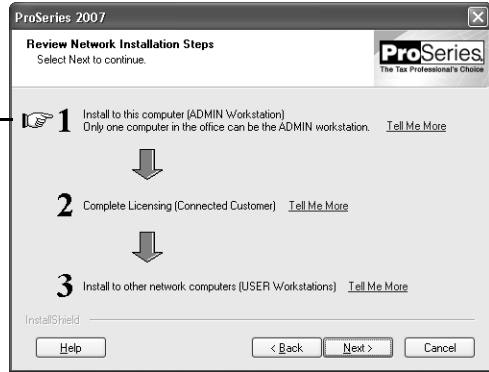 ProSeries 2007
Review Network Installation Steps
Select Next to continue.
ProSeries
The Tax Professional's Choice
1 Install to this computer (ADMIN Workstation)
Only one computer in the office can be the ADMIN workstation. Tell Me More
2 Complete Licensing (Connected Customer) Tell Me More
3 Install to other network computers (USER Workstations) Tell Me More
InstallShield
Help < Back Next > Cancel